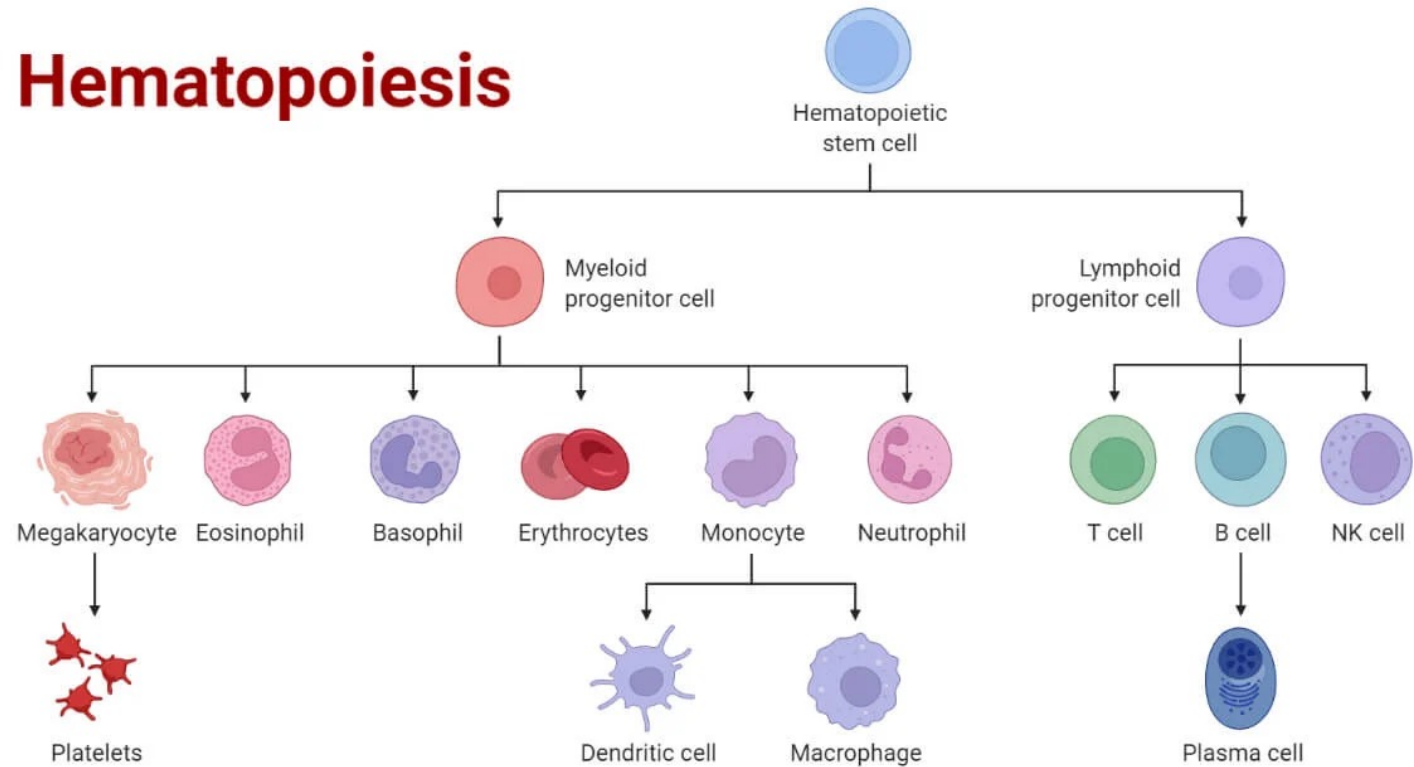 Hematopoiesis
Hematopoietic
stem cell
Myeloid
progenitor cell
Lymphoid
progenitor cell
Megakaryocyte
Eosinophil
Basophil
Erythrocytes
Monocyte
Neutrophil
T cell
B cell
NK cell
Platelets
Dendritic cell
Macrophage
Plasma cell